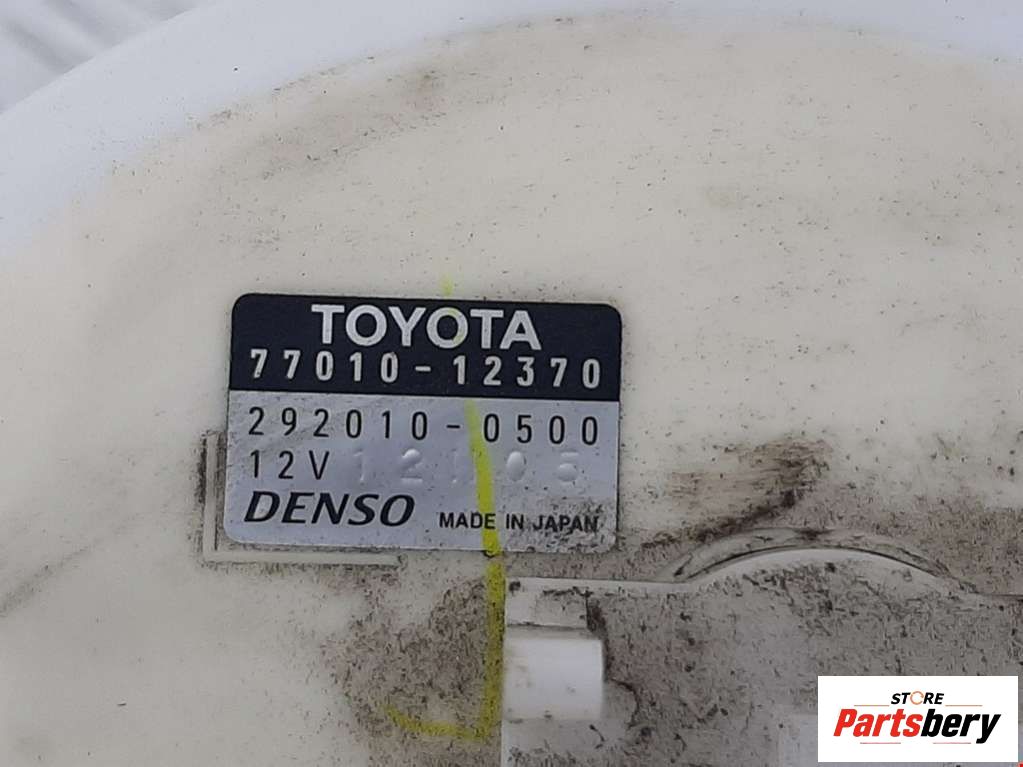 TOYOTA
77010-12370
292010-0500
12V
DENSO MADE IN JAPAN
STORE
Partsbery